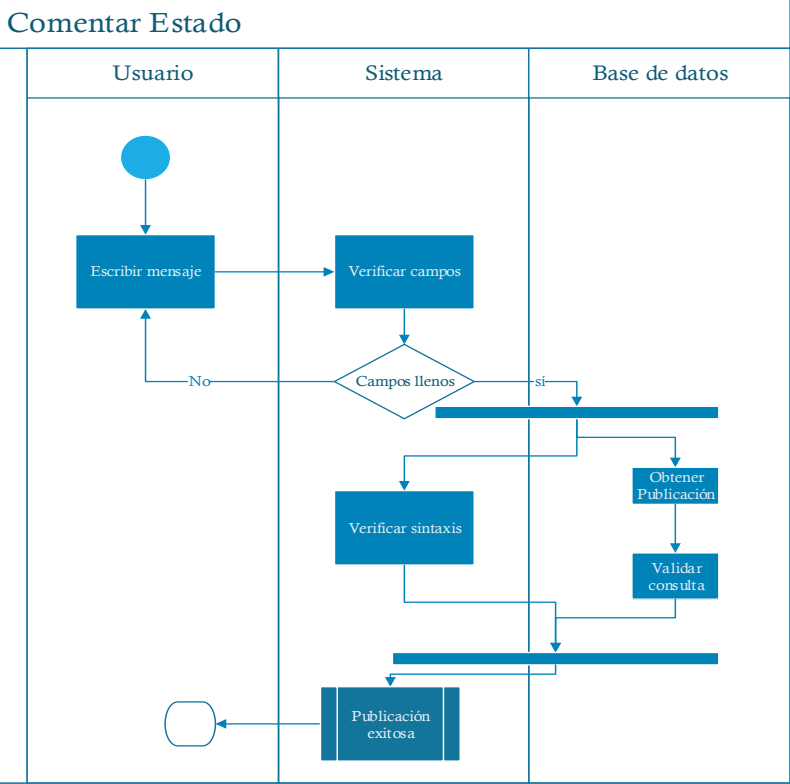 Comentar Estado
Usuario
Sistema
Base de datos
Escribir mensaje
Verificar campos
Campos llenos
No
sí
Obtener
Publicación
Verificar sintaxis
Validar
consulta
Publicación
exitosa